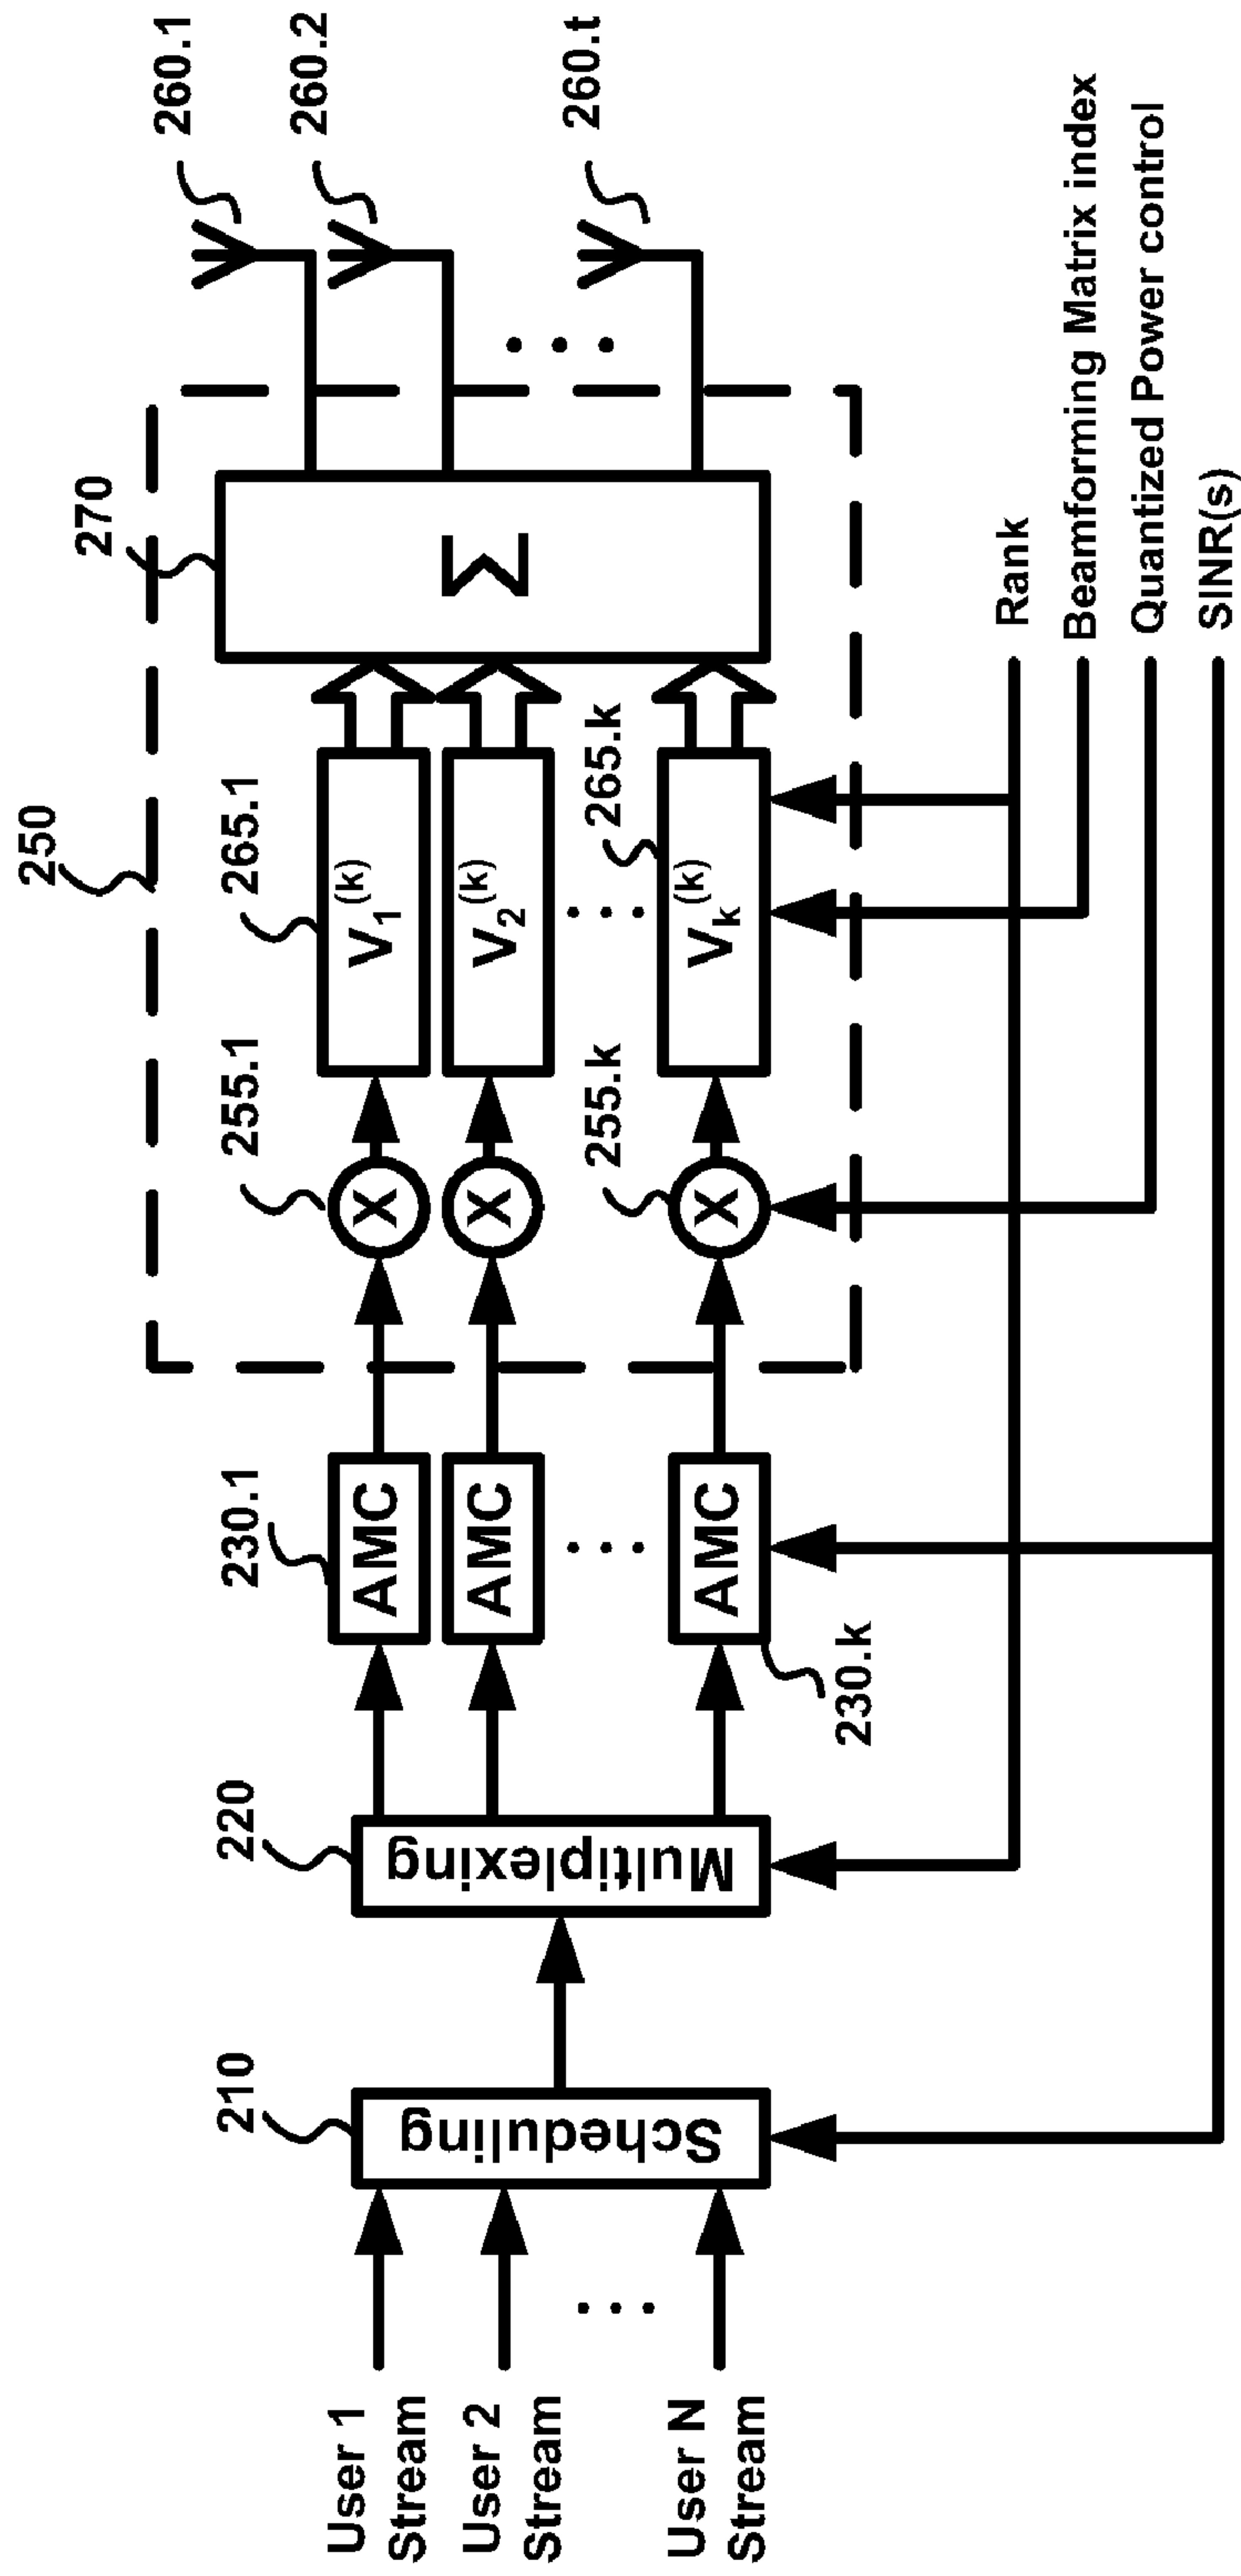 250
270
260.1
260.2
260.t
210
220
230.1
255.1
265.1
User 1
Stream
User 2
Stream
User N
Stream
Scheduling
Multiplexing
AMC
AMC
AMC
X
X
X
V1(k)
V2(k)
Vk(k)
Σ
. . .
. . .
. . .
. . .
230.k
255.k
265.k
Rank
Beamforming Matrix index
Quantized Power control
SINR(s)